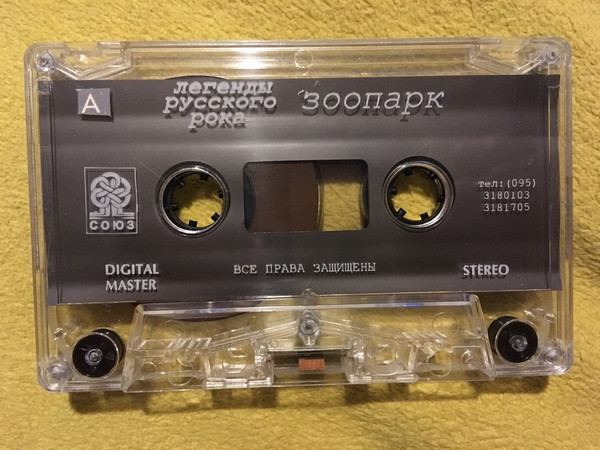 A
легенды
русского
рока
зоопарк
тел:(095)
3180103
3181705
СОЮЗ
DIGITAL
MASTER
ВСЕ ПРАВА ЗАЩИЩЕНЫ
STEREO